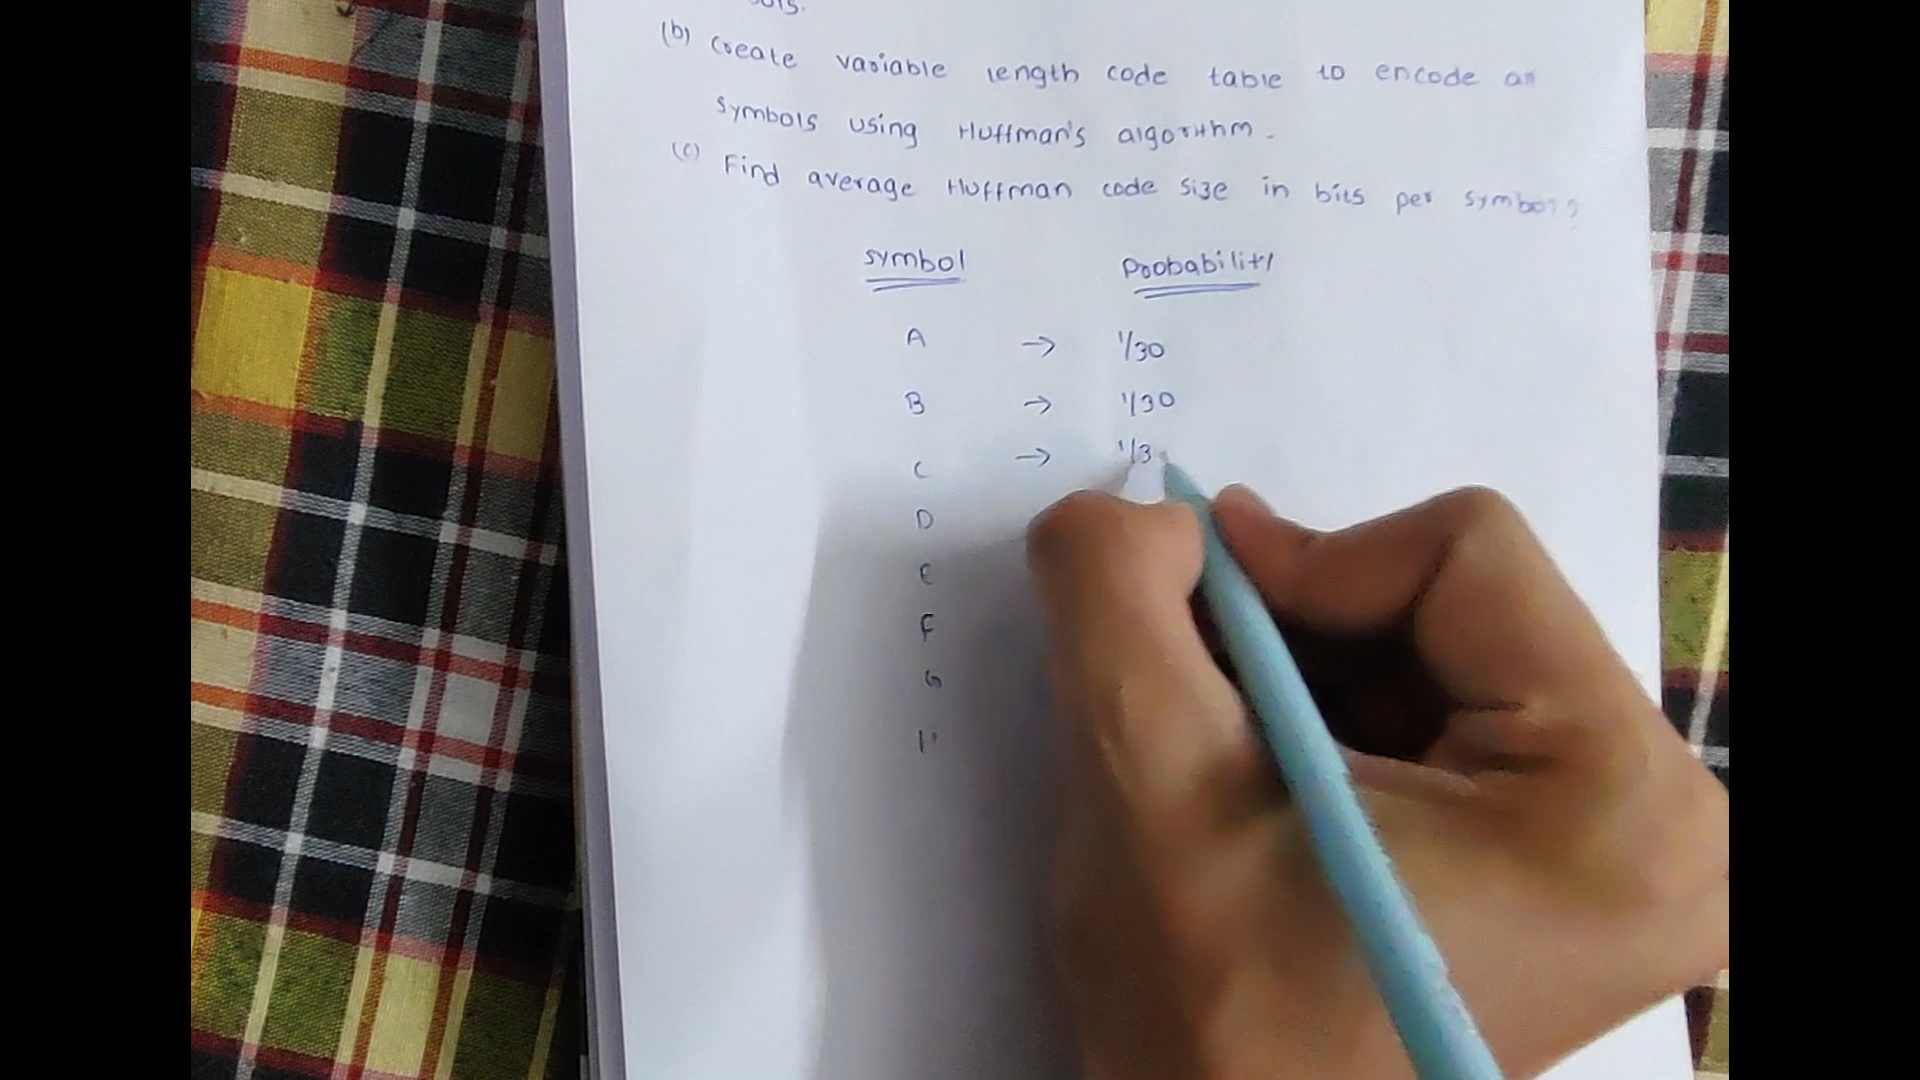 (b) Create variable length code table to encode all
symbols using Huffman's algorithm.
(c) Find average Huffman code size in bits per symbol?
Symbol Probability
A → 1/30
B → 1/30
C → 1/3
D
E
F
G